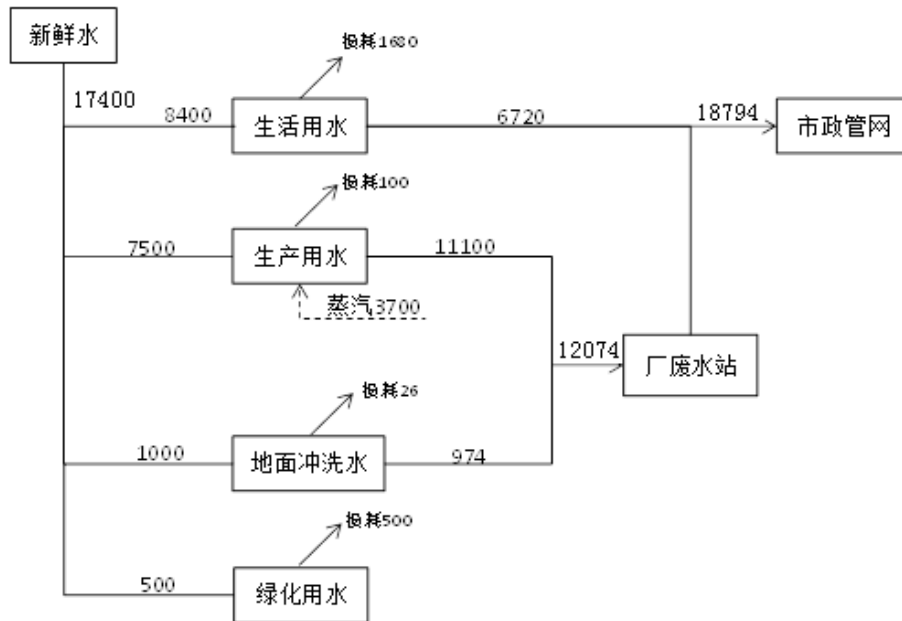 新鲜水
17400
损耗1680
8400
生活用水
6720
18794
市政管网
损耗100
7500
生产用水
11100
蒸汽3700
12074
厂废水站
损耗26
1000
地面冲洗水
974
损耗500
500
绿化用水